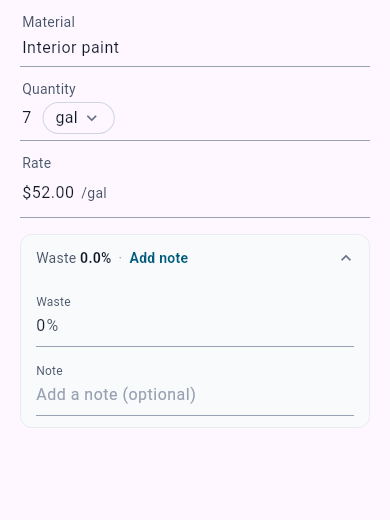 Material
Interior paint
Quantity
7 gal
Rate
$52.00 /gal
Waste 0.0% · Add note
Waste
0%
Note
Add a note (optional)